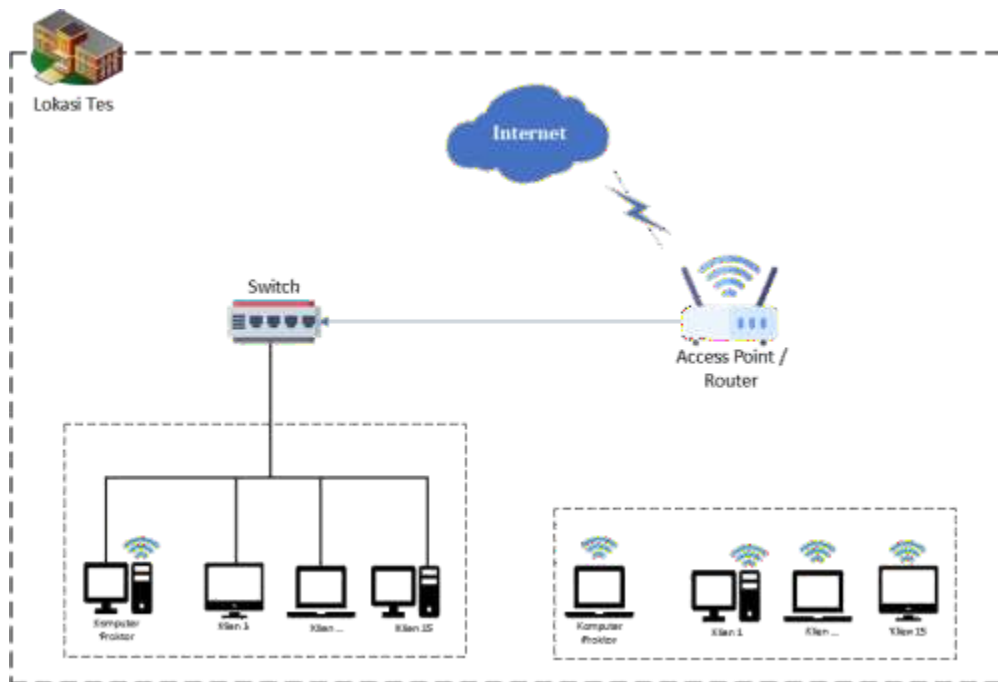 Lokasi Tes
Internet
Switch
Access Point /
Router
Komputer
Proktor
Klien 1
Klien ...
Klien 15
Komputer
Proktor
Klien 1
Klien ...
Klien 15